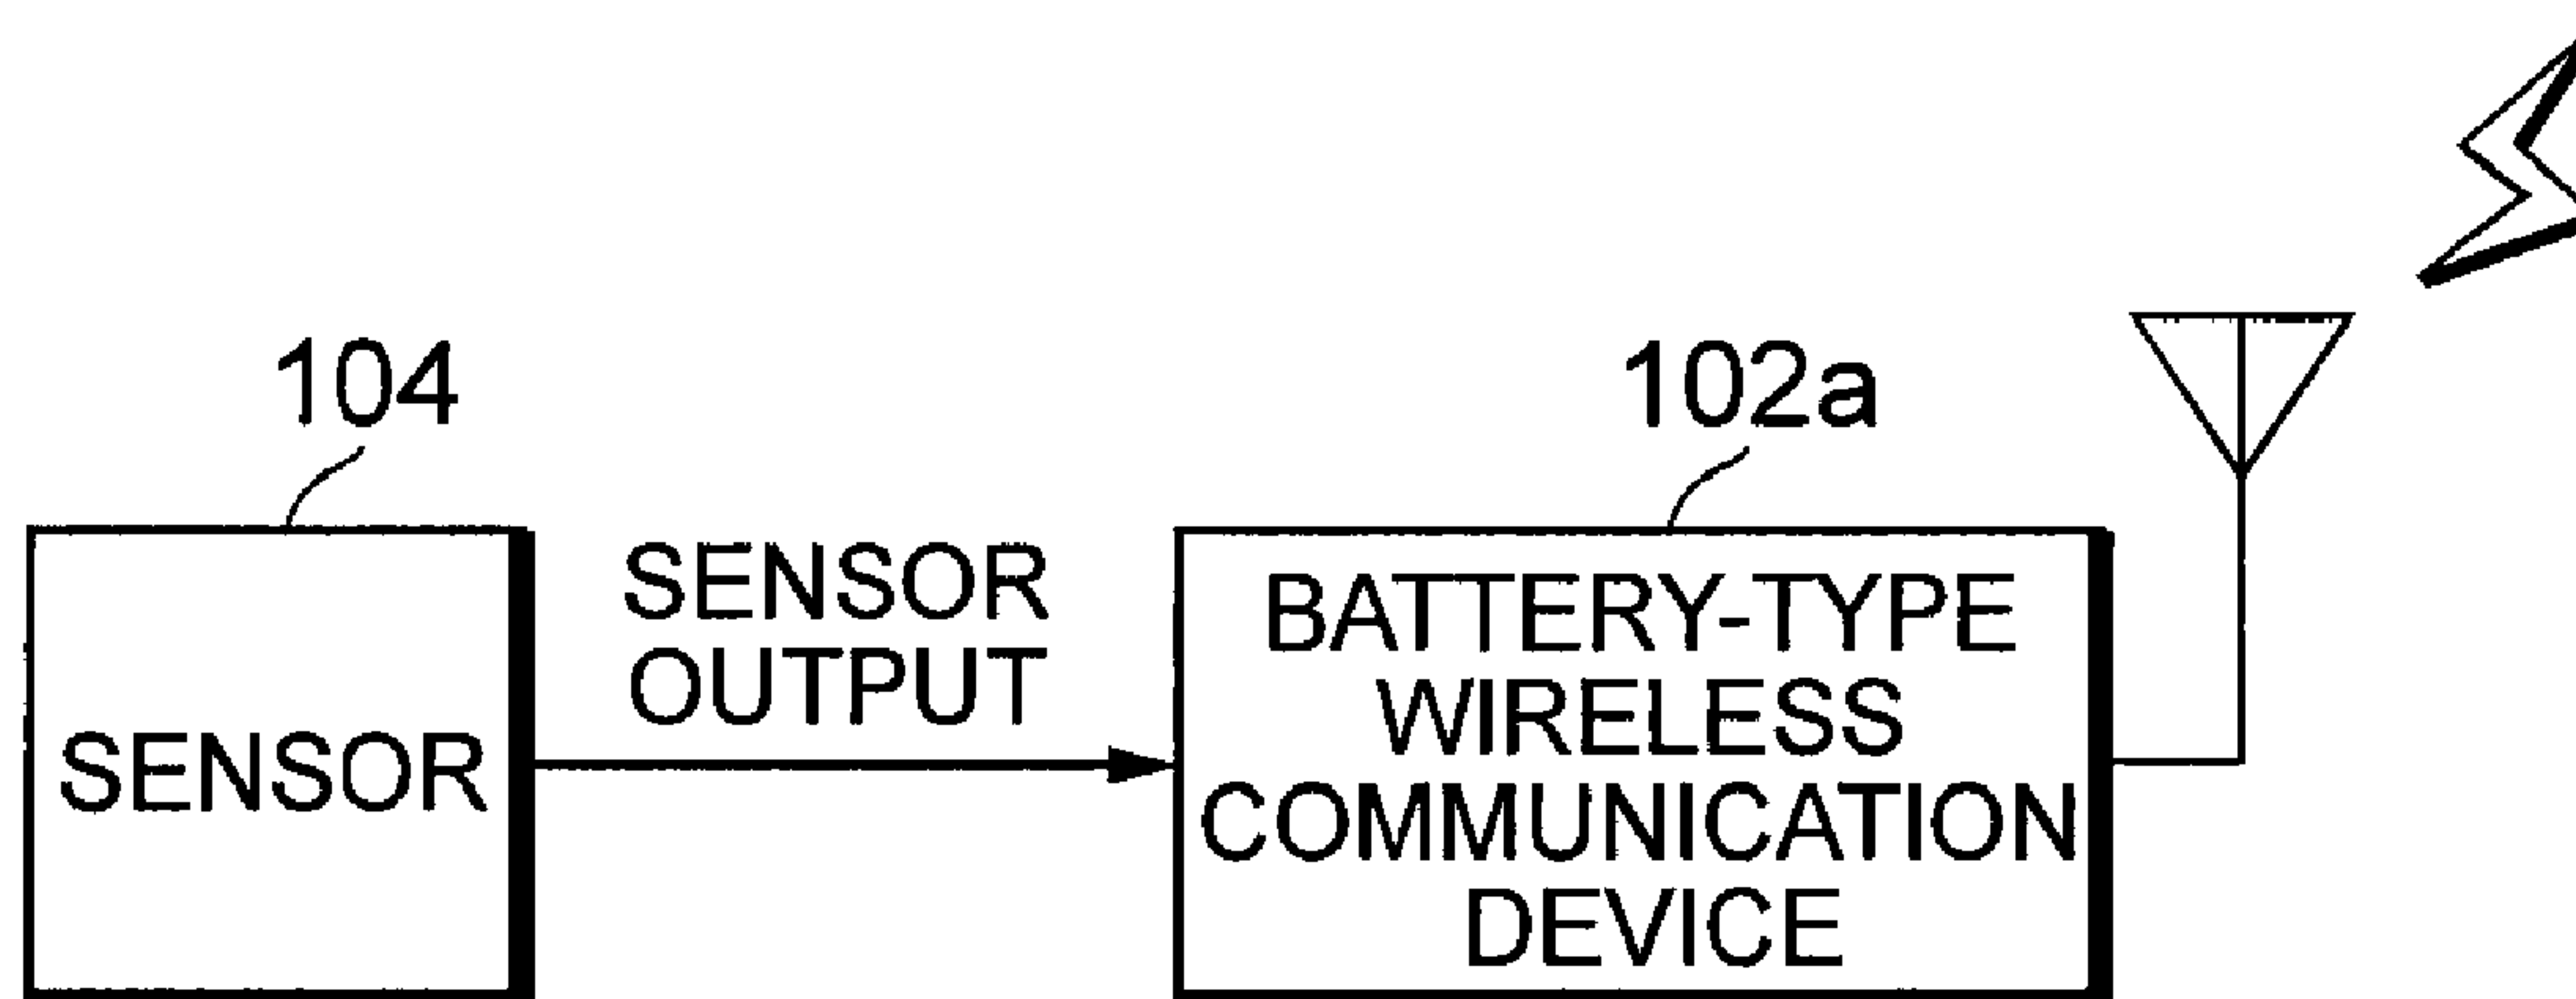 104
102a
SENSOR
SENSOR
OUTPUT
BATTERY-TYPE
WIRELESS
COMMUNICATION
DEVICE